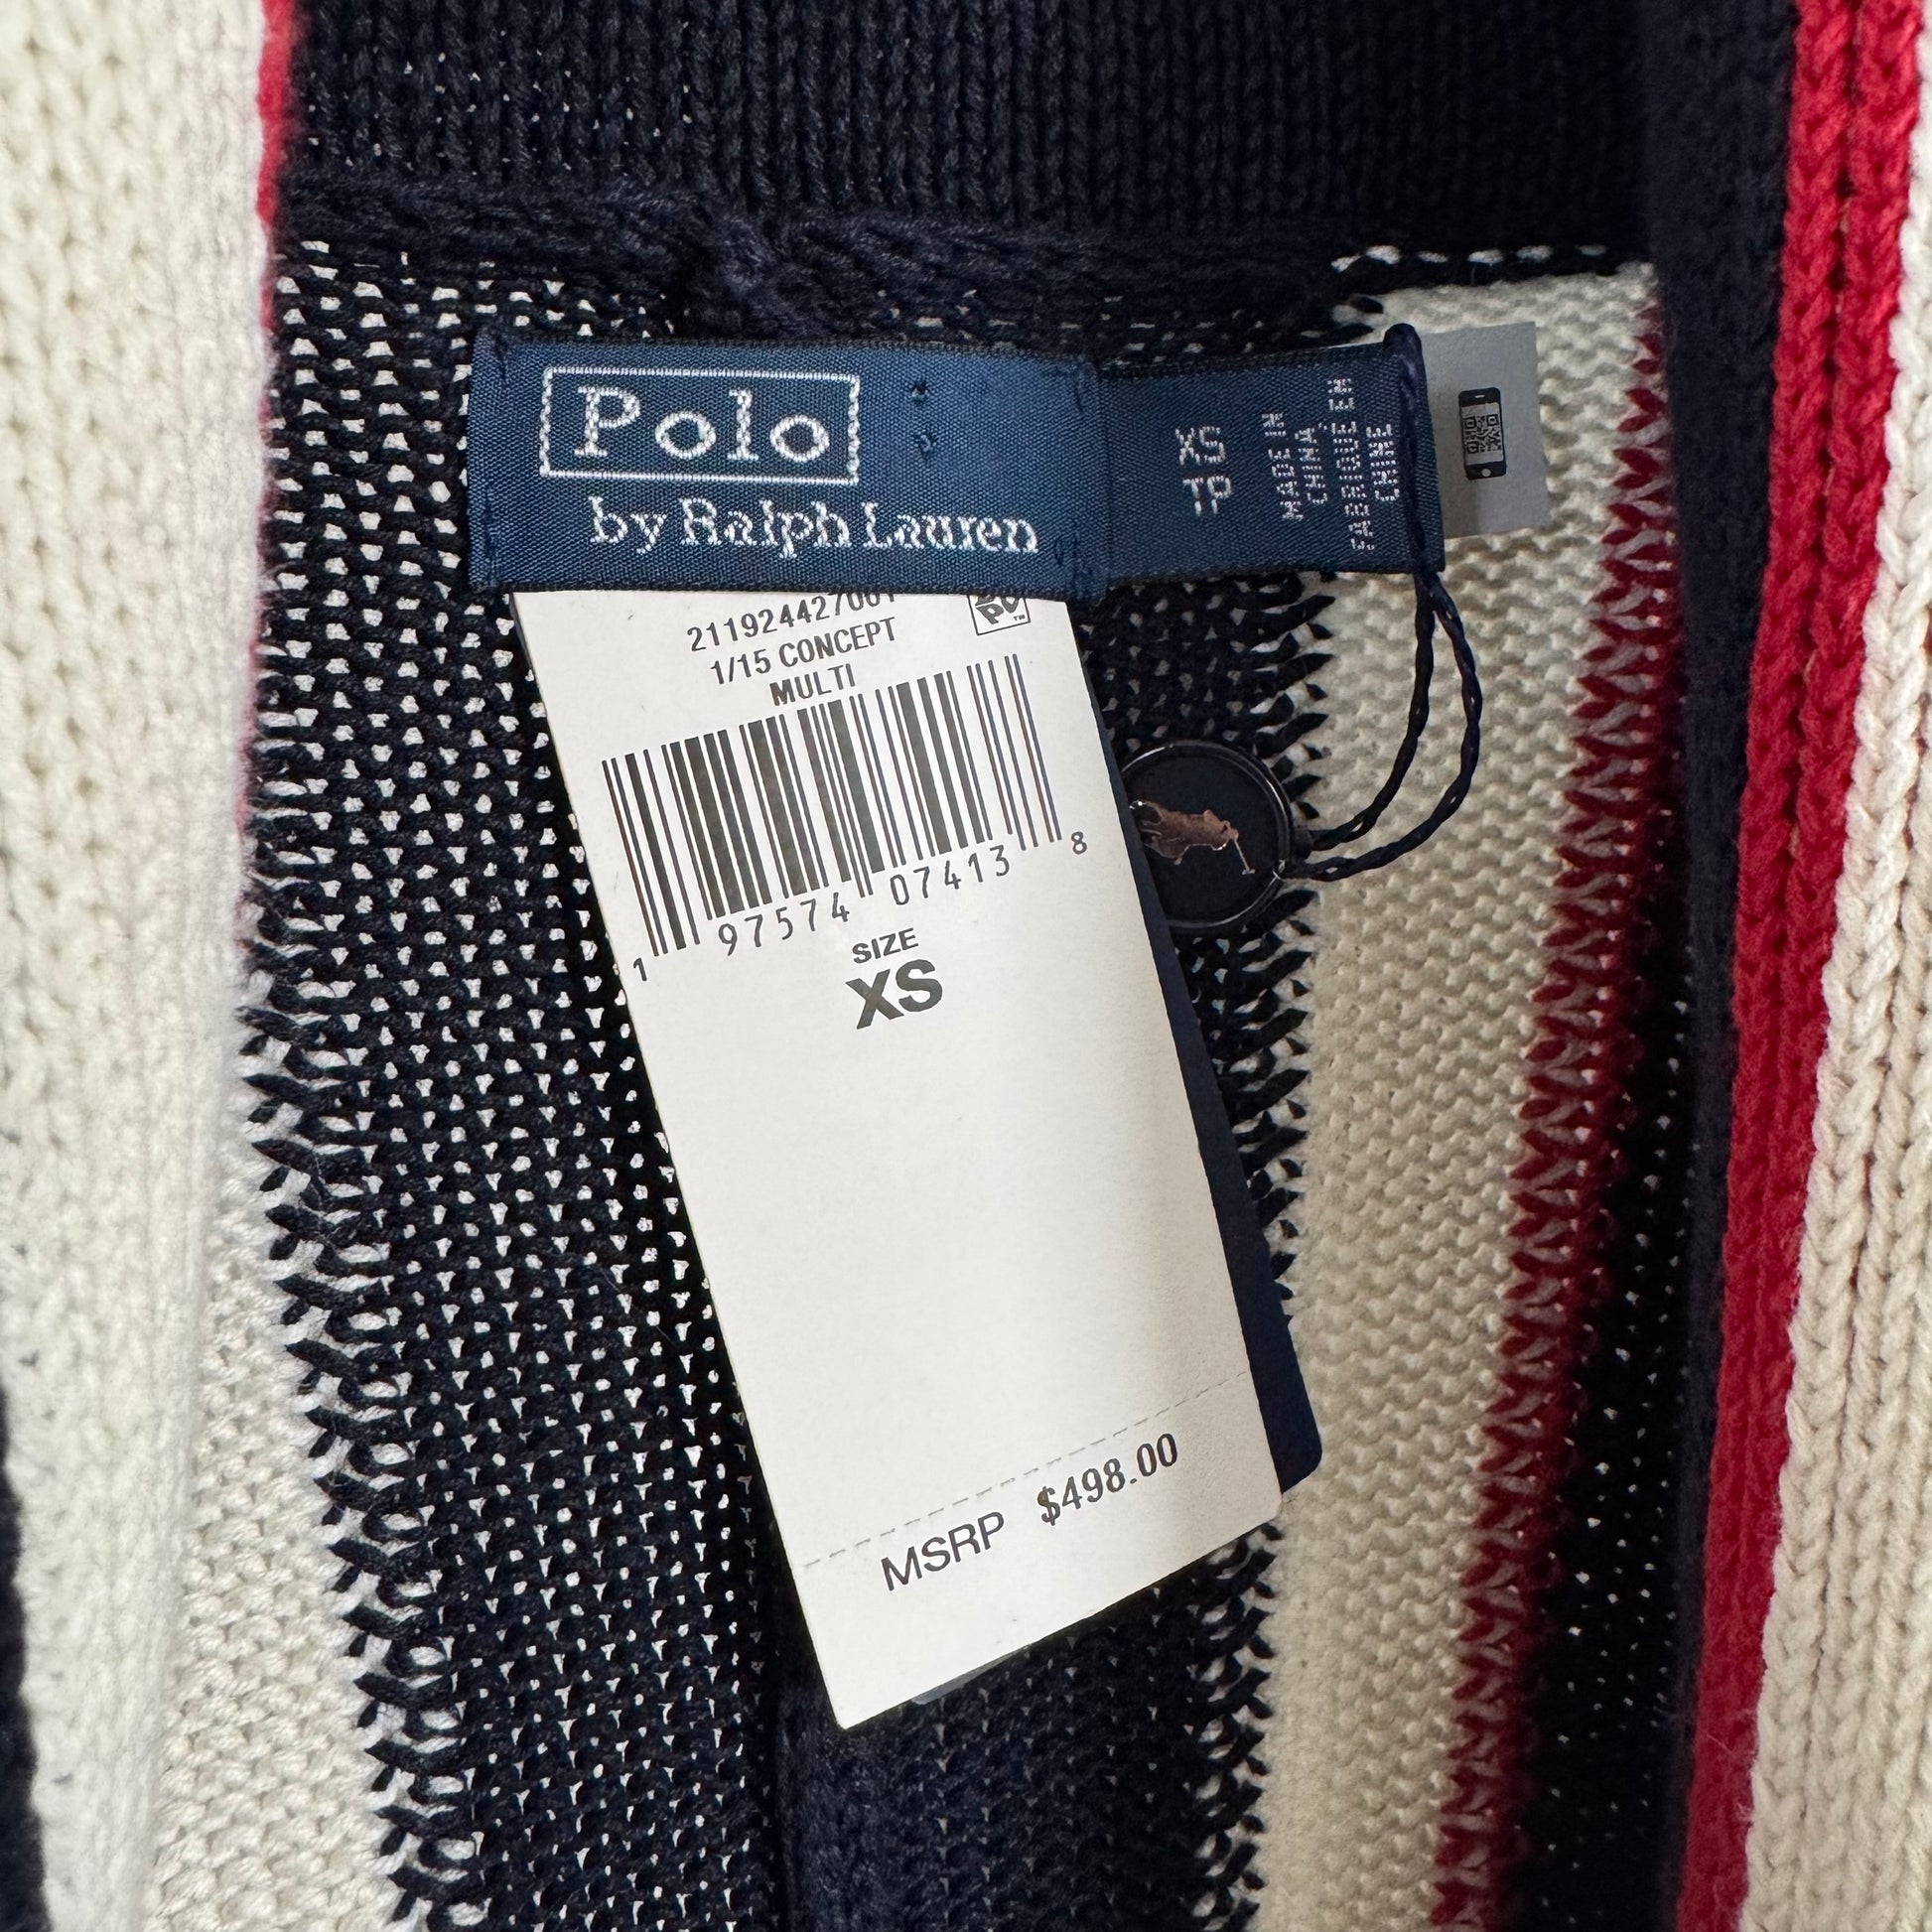 Polo
by Ralph Lauren
XS
TP
MADE IN
CHINA
FABRIQUE EN
CHINE
211924427001
1/15 CONCEPT
MULTI
1 97574 07413 8
SIZE
XS
MSRP $498.00